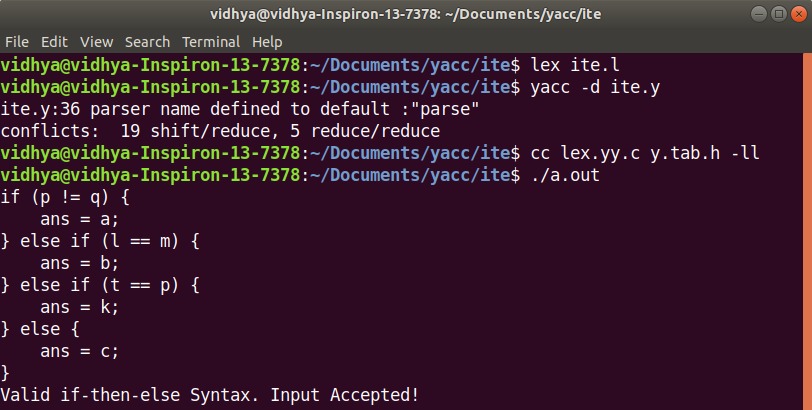 vidhya@vidhya-Inspiron-13-7378: ~/Documents/yacc/ite
File Edit View Search Terminal Help
vidhya@vidhya-Inspiron-13-7378:~/Documents/yacc/ite$ lex ite.l
vidhya@vidhya-Inspiron-13-7378:~/Documents/yacc/ite$ yacc -d ite.y
ite.y:36 parser name defined to default :"parse"
conflicts:  19 shift/reduce, 5 reduce/reduce
vidhya@vidhya-Inspiron-13-7378:~/Documents/yacc/ite$ cc lex.yy.c y.tab.h -ll
vidhya@vidhya-Inspiron-13-7378:~/Documents/yacc/ite$ ./a.out
if (p != q) {
    ans = a;
} else if (l == m) {
    ans = b;
} else if (t == p) {
    ans = k;
} else {
    ans = c;
}
Valid if-then-else Syntax. Input Accepted!